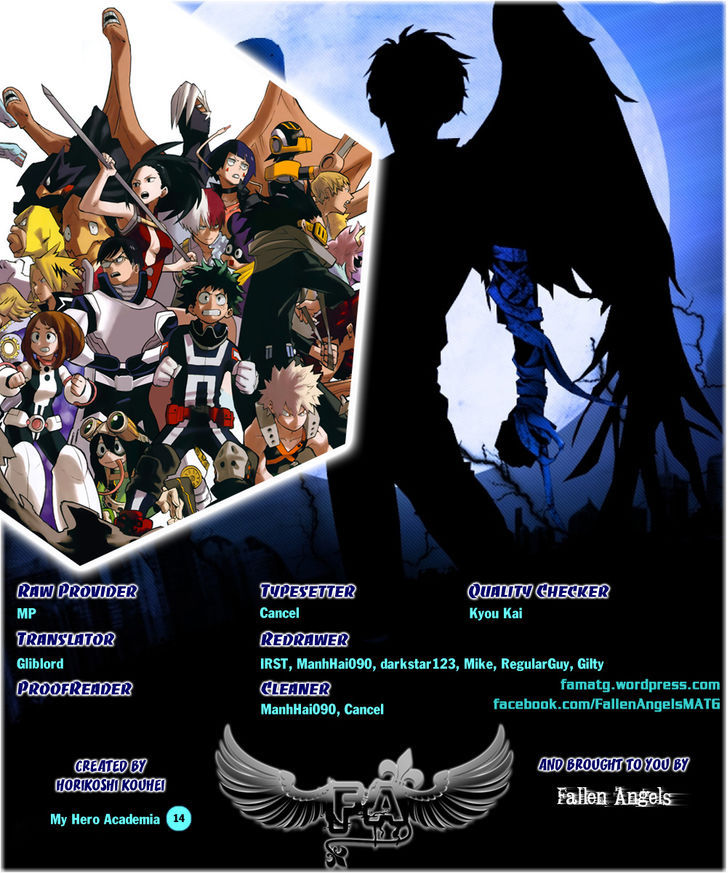 Raw Provider
MP
Translator
Gliblord
ProofReader
Typesetter
Cancel
Redrawer
IRST, ManHai090, darkstar123, Mike, RegularGuy, Gilty
Cleaner
ManhHai090, Cancel
Quality Checker
Kyou Kai
famatg.wordpress.com
facebook.com/FallenAngelsMATG
CREATED BY
HORIKOSHI KOUHEI
My Hero Academia 14
FA
AND BROUGHT TO YOU BY
Fallen Angels